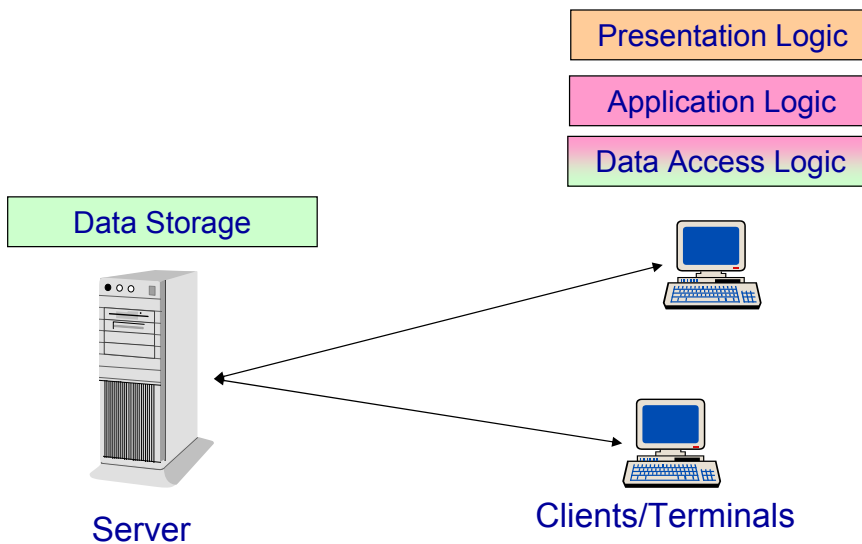 Presentation Logic
Application Logic
Data Access Logic
Data Storage
Server
Clients/Terminals